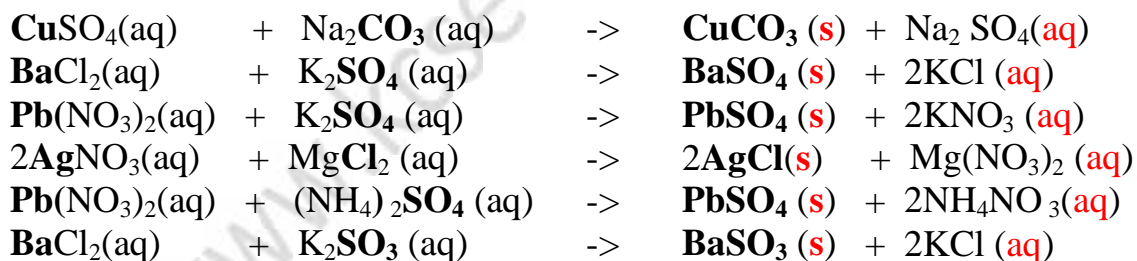 CuSO₄(aq) + Na₂CO₃ (aq) -> CuCO₃ (s) + Na₂ SO₄(aq)
BaCl₂(aq) + K₂SO₄ (aq) -> BaSO₄ (s) + 2KCl (aq)
Pb(NO₃)₂(aq) + K₂SO₄ (aq) -> PbSO₄ (s) + 2KNO₃ (aq)
2AgNO₃(aq) + MgCl₂ (aq) -> 2AgCl(s) + Mg(NO₃)₂ (aq)
Pb(NO₃)₂(aq) + (NH₄) ₂SO₄ (aq) -> PbSO₄ (s) + 2NH₄NO ₃(aq)
BaCl₂(aq) + K₂SO₃ (aq) -> BaSO₃ (s) + 2KCl (aq)